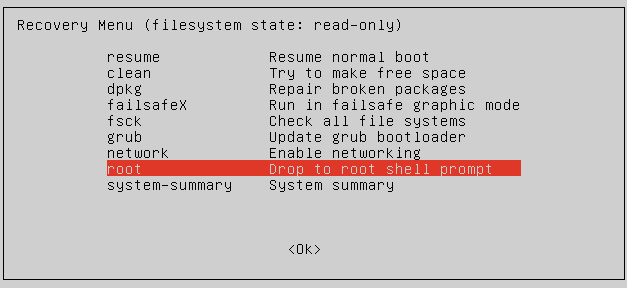 Recovery Menu (filesystem state: read-only)
resume Resume normal boot
clean Try to make free space
dpkg Repair broken packages
failsafeX Run in failsafe graphic mode
fsck Check all file systems
grub Update grub bootloader
network Enable networking
root Drop to root shell prompt
system-summary System summary
<Ok>